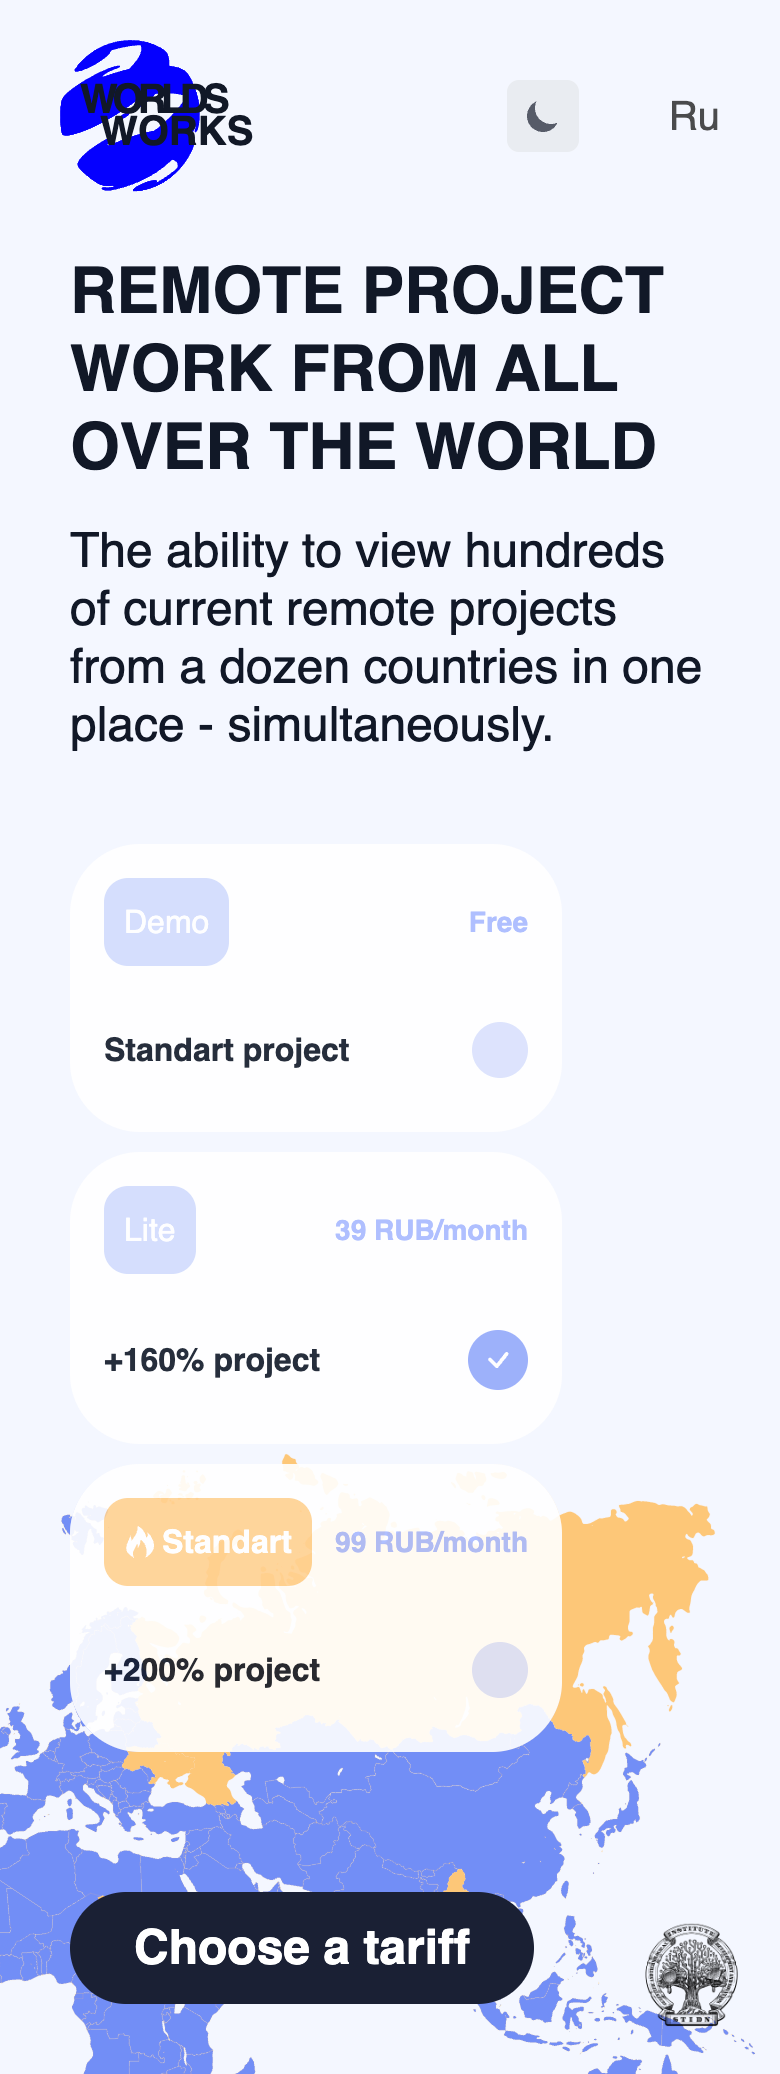 WORLDS
WORKS
Ru
REMOTE PROJECT
WORK FROM ALL
OVER THE WORLD
The ability to view hundreds
of current remote projects
from a dozen countries in one
place - simultaneously.
Demo
Free
Standart project
Lite
39 RUB/month
+160% project
Standart
99 RUB/month
+200% project
Choose a tariff
INSTITUTE
STIDN